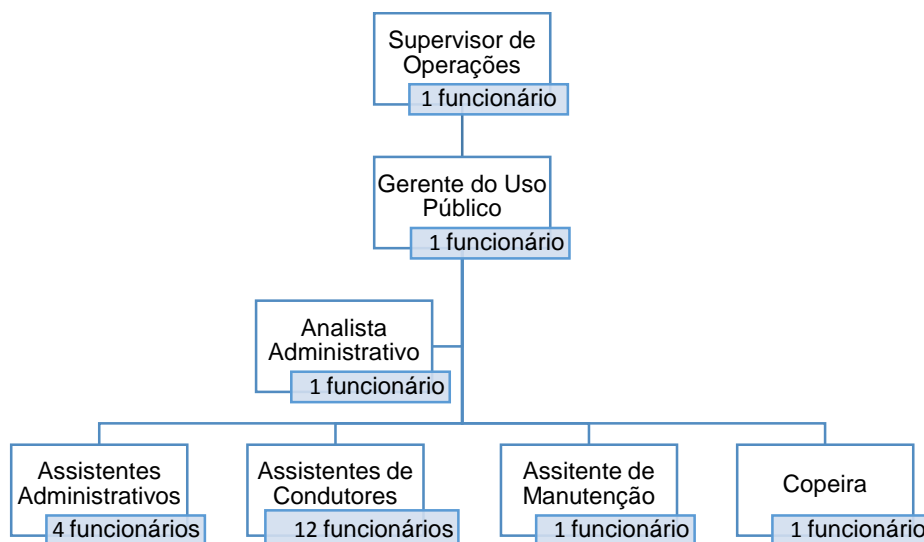 Supervisor de
Operações
1 funcionário
Gerente do Uso
Público
1 funcionário
Analista
Administrativo
1 funcionário
Assistentes
Administrativos
4 funcionários
Assistentes de
Condutores
12 funcionários
Assitente de
Manutenção
1 funcionário
Copeira
1 funcionário